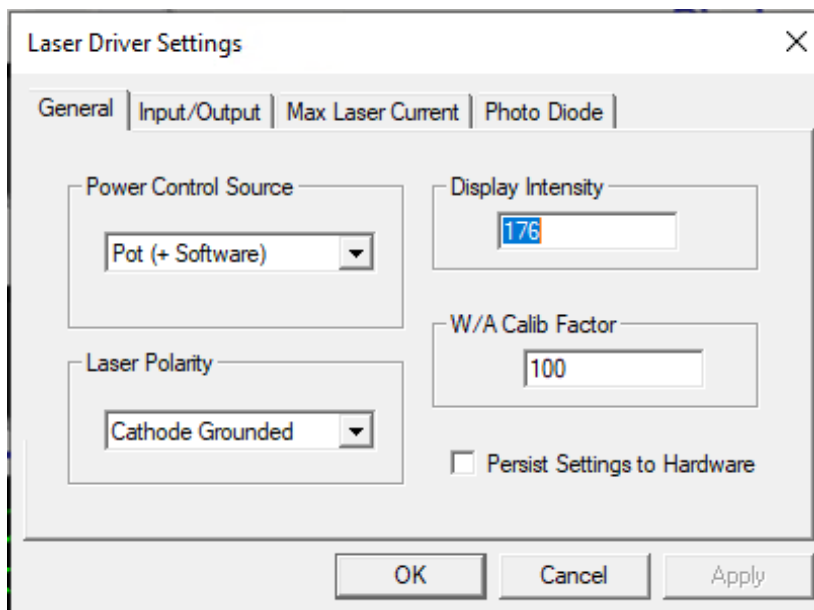 Laser Driver Settings
General Input/Output Max Laser Current Photo Diode
Power Control Source
Pot (+ Software)
Display Intensity
176
Laser Polarity
Cathode Grounded
W/A Calib Factor
100
Persist Settings to Hardware
OK Cancel Apply